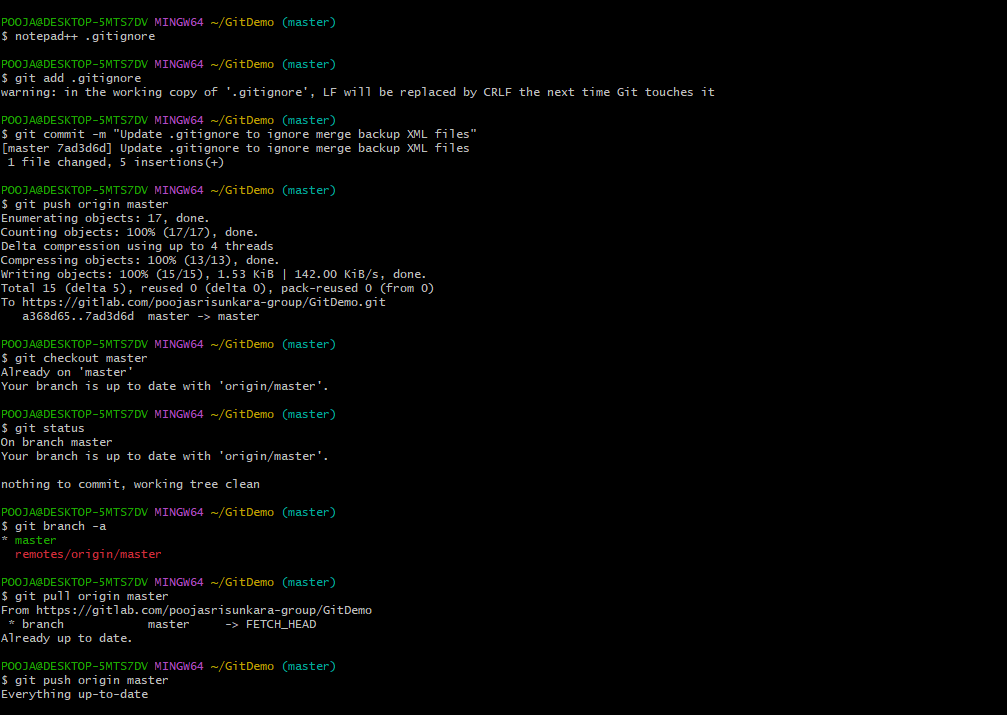 POOJA@DESKTOP-5MTS7DV MINGW64 ~/GitDemo (master)
$ notepad++ .gitignore
POOJA@DESKTOP-5MTS7DV MINGW64 ~/GitDemo (master)
$ git add .gitignore
warning: in the working copy of '.gitignore', LF will be replaced by CRLF the next time Git touches it
POOJA@DESKTOP-5MTS7DV MINGW64 ~/GitDemo (master)
$ git commit -m "Update .gitignore to ignore merge backup XML files"
[master 7ad3d6d] Update .gitignore to ignore merge backup XML files
 1 file changed, 5 insertions(+)
POOJA@DESKTOP-5MTS7DV MINGW64 ~/GitDemo (master)
$ git push origin master
Enumerating objects: 17, done.
Counting objects: 100% (17/17), done.
Delta compression using up to 4 threads
Compressing objects: 100% (13/13), done.
Writing objects: 100% (15/15), 1.53 KiB | 142.00 KiB/s, done.
Total 15 (delta 5), reused 0 (delta 0), pack-reused 0 (from 0)
To https://gitlab.com/poojasrisunkara-group/GitDemo.git
   a368d65..7ad3d6d  master -> master
POOJA@DESKTOP-5MTS7DV MINGW64 ~/GitDemo (master)
$ git checkout master
Already on 'master'
Your branch is up to date with 'origin/master'.
POOJA@DESKTOP-5MTS7DV MINGW64 ~/GitDemo (master)
$ git status
On branch master
Your branch is up to date with 'origin/master'.
nothing to commit, working tree clean
POOJA@DESKTOP-5MTS7DV MINGW64 ~/GitDemo (master)
$ git branch -a
* master
  remotes/origin/master
POOJA@DESKTOP-5MTS7DV MINGW64 ~/GitDemo (master)
$ git pull origin master
From https://gitlab.com/poojasrisunkara-group/GitDemo
 * branch            master     -> FETCH_HEAD
Already up to date.
POOJA@DESKTOP-5MTS7DV MINGW64 ~/GitDemo (master)
$ git push origin master
Everything up-to-date